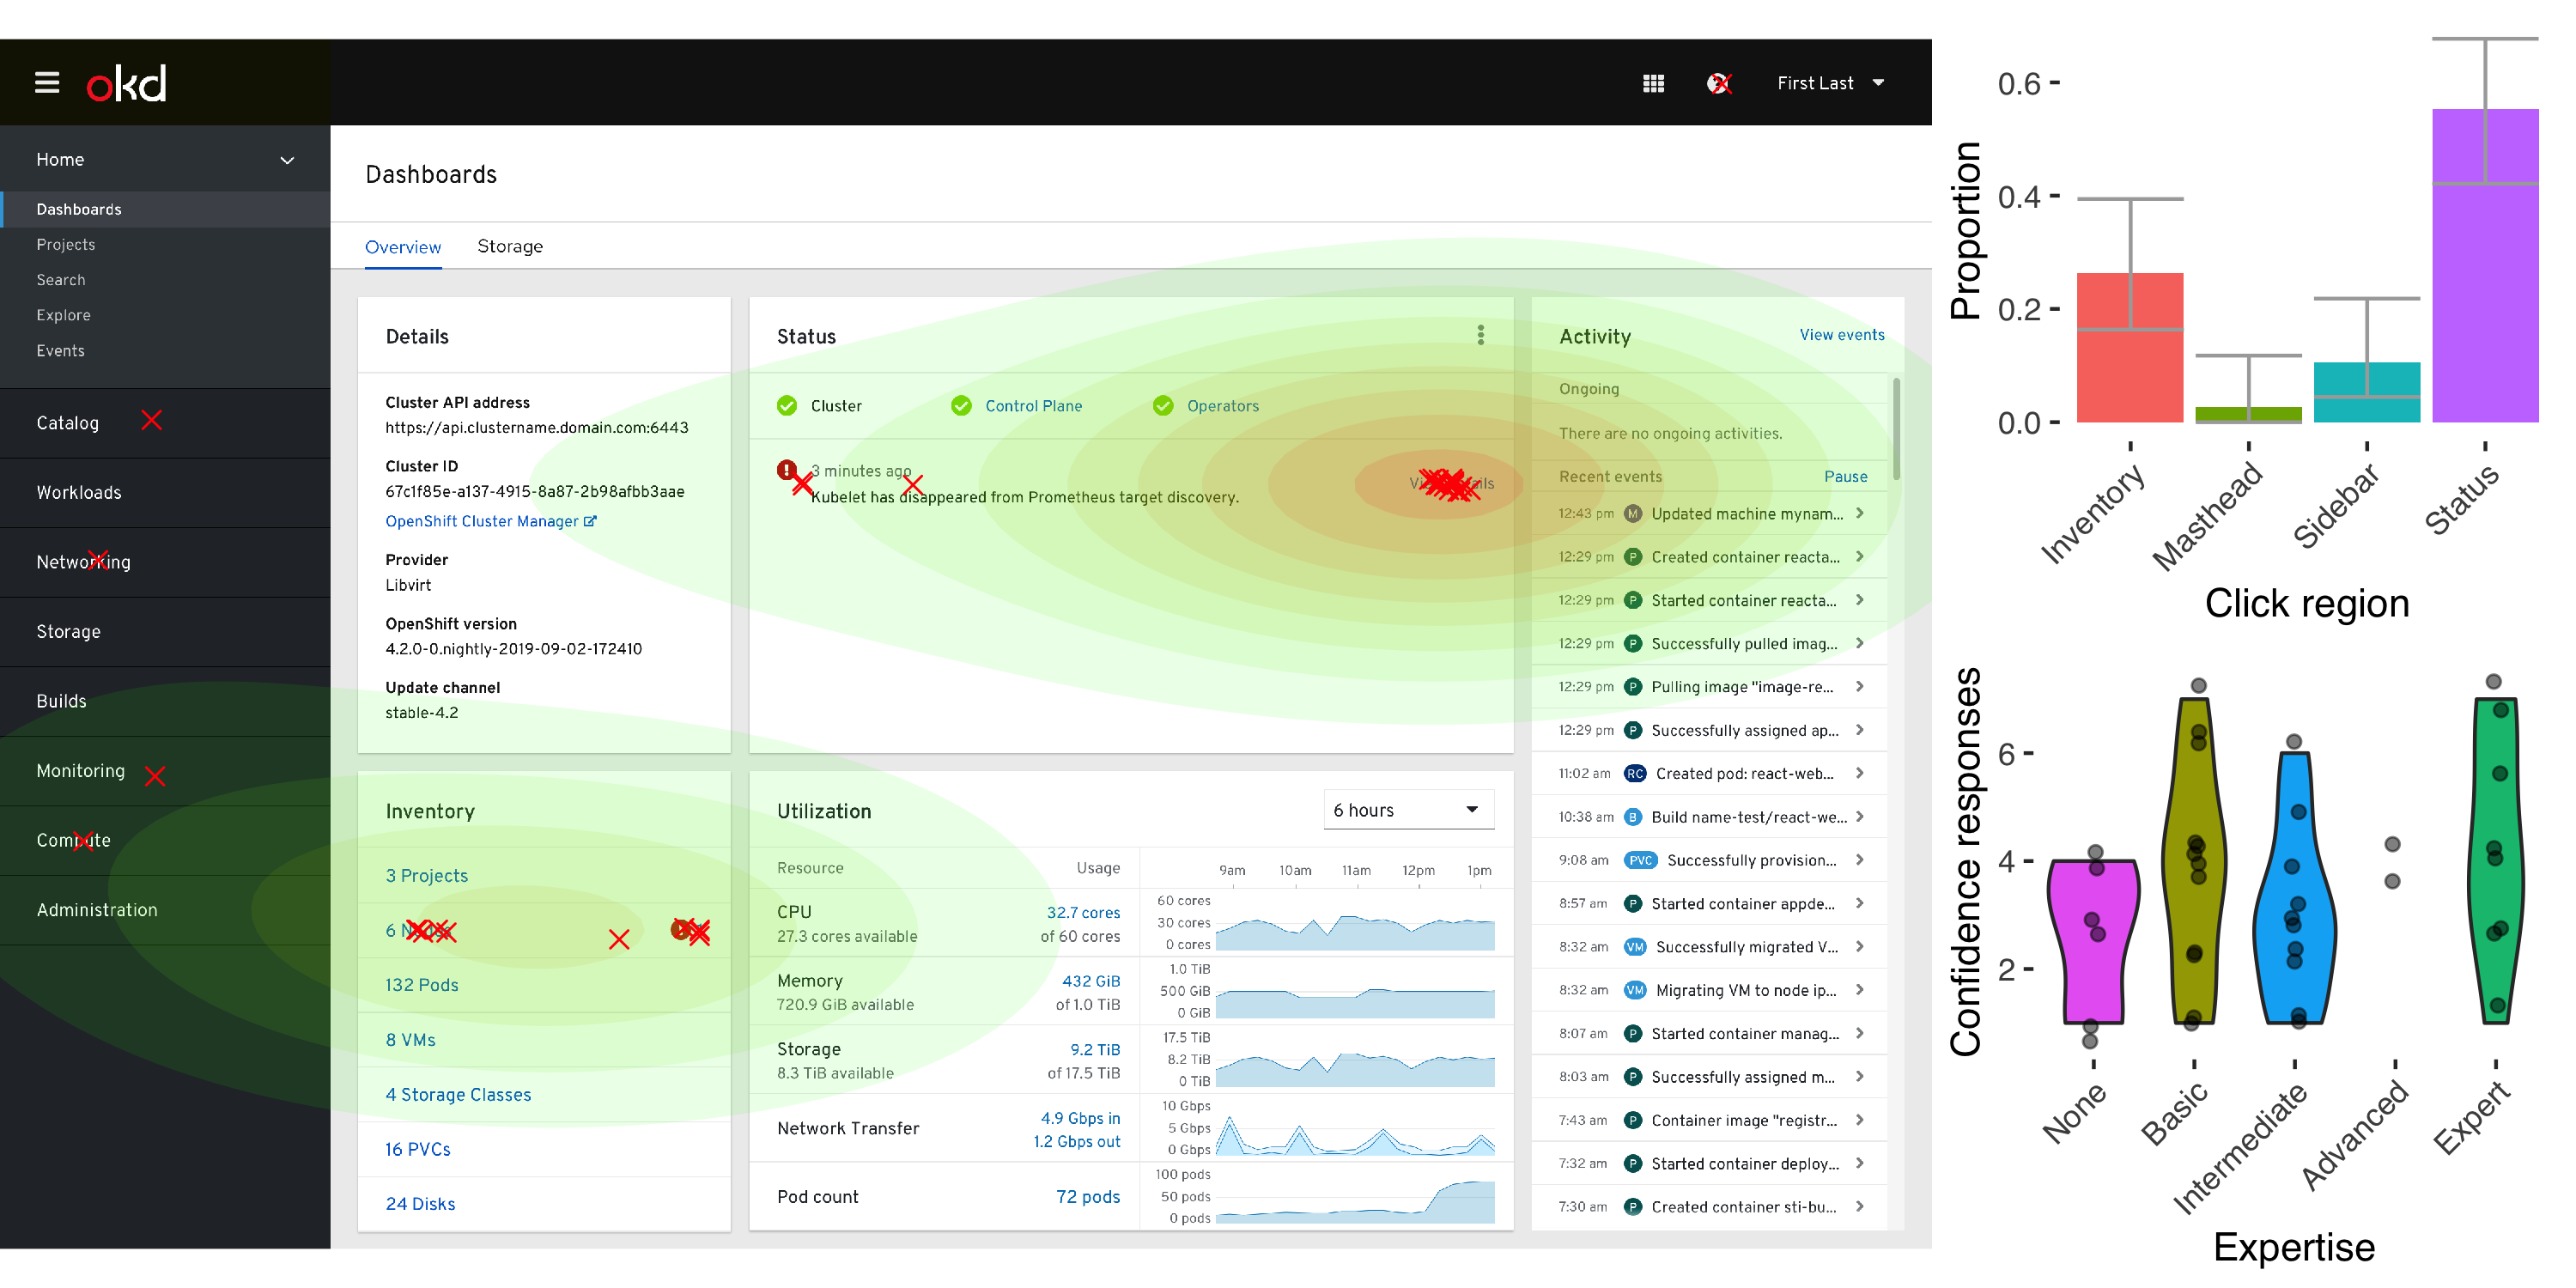 okd
First Last
Home
Dashboards
Projects
Search
Explore
Events
Catalog
Workloads
Networking
Storage
Builds
Monitoring
Compute
Administration
Dashboards
Overview Storage
Details
Cluster API address
https://api.clustername.domain.com:6443
Cluster ID
67c1f85e-a137-4915-8a87-2b98afbb3aae
OpenShift Cluster Manager
Provider
Libvirt
OpenShift version
4.2.0-0.nightly-2019-09-02-172410
Update channel
stable-4.2
Status
Cluster Control Plane Operators
3 minutes ago
Kubelet has disappeared from Prometheus target discovery.
Activity View events
Ongoing
There are no ongoing activities.
Recent events Pause
12:43 pm M Updated machine mynam...
12:29 pm P Created container reacta...
12:29 pm P Started container reacta...
12:29 pm P Successfully pulled imag...
12:29 pm P Pulling image "image-re...
12:29 pm P Successfully assigned ap...
11:02 am RC Created pod: react-web...
10:38 am B Build name-test/react-we...
9:08 am PVC Successfully provision...
8:57 am P Started container appde...
8:32 am VM Successfully migrated V...
8:32 am VM Migrating VM to node ip...
8:07 am P Started container manag...
8:03 am P Successfully assigned m...
7:43 am P Container image "registr...
7:32 am P Started container deploy...
7:30 am P Created container sti-bu...
Inventory
3 Projects
6
132 Pods
8 VMs
4 Storage Classes
16 PVCs
24 Disks
Utilization 6 hours
Resource Usage 9am 10am 11am 12pm 1pm
CPU
27.3 cores available
32.7 cores
of 60 cores
60 cores
30 cores
0 cores
Memory
720.9 GiB available
432 GiB
of 1.0 TiB
1.0 TiB
500 GiB
0 GiB
Storage
8.3 TiB available
9.2 TiB
of 17.5 TiB
17.5 TiB
8.2 TiB
0 TiB
Network Transfer
4.9 Gbps in
1.2 Gbps out
10 Gbps
5 Gbps
0 Gbps
Pod count
72 pods
100 pods
50 pods
0 pods
Proportion
0.6
0.4
0.2
0.0
Inventory
Masthead
Sidebar
Status
Click region
Confidence responses
6
4
2
None
Basic
Intermediate
Advanced
Expert
Expertise